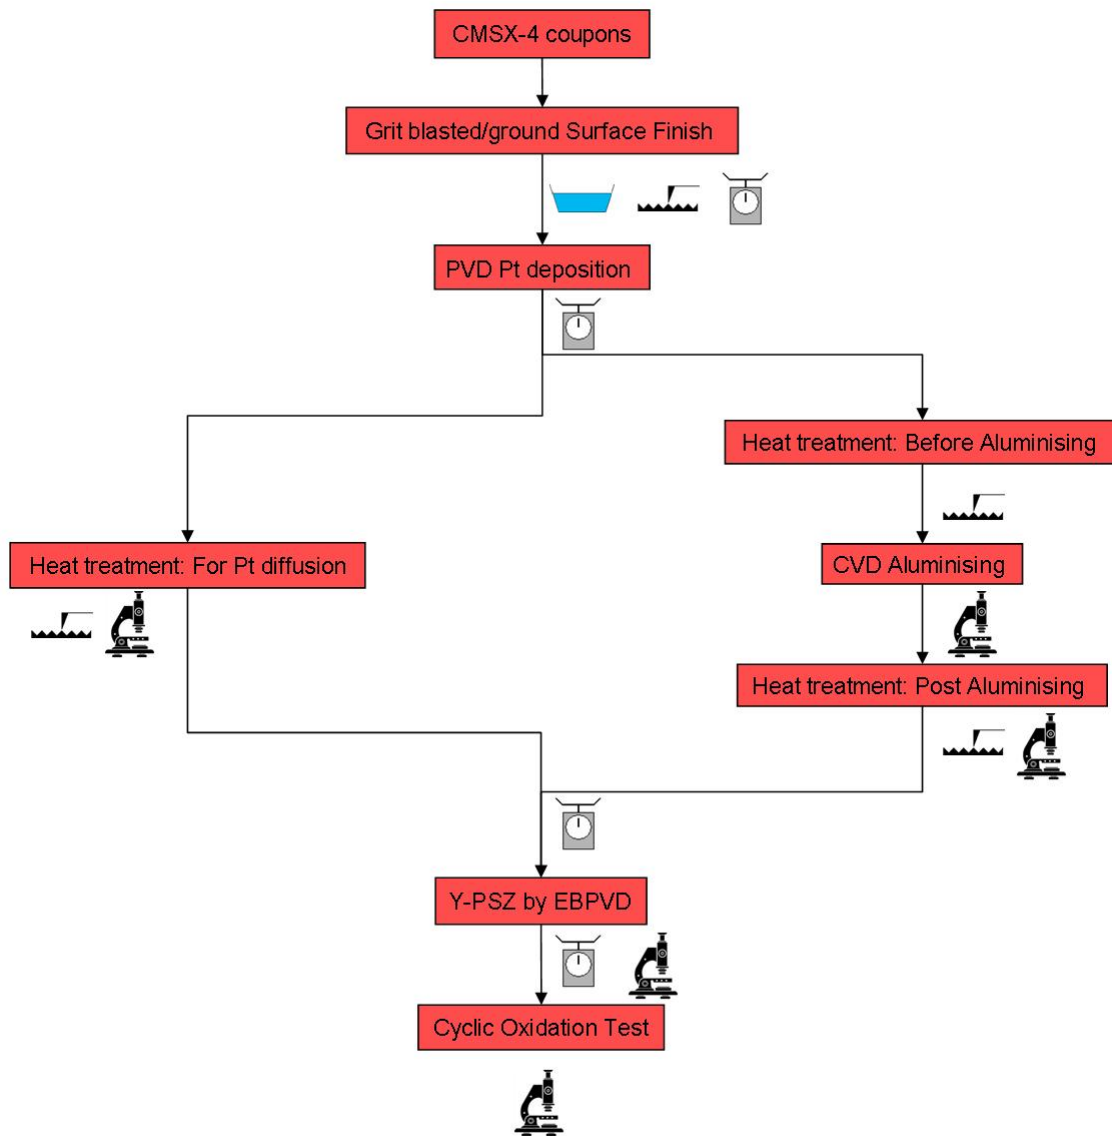 CMSX-4 coupons
Grit blasted/ground Surface Finish
PVD Pt deposition
Heat treatment: Before Aluminising
Heat treatment: For Pt diffusion
CVD Aluminising
Heat treatment: Post Aluminising
Y-PSZ by EBPVD
Cyclic Oxidation Test